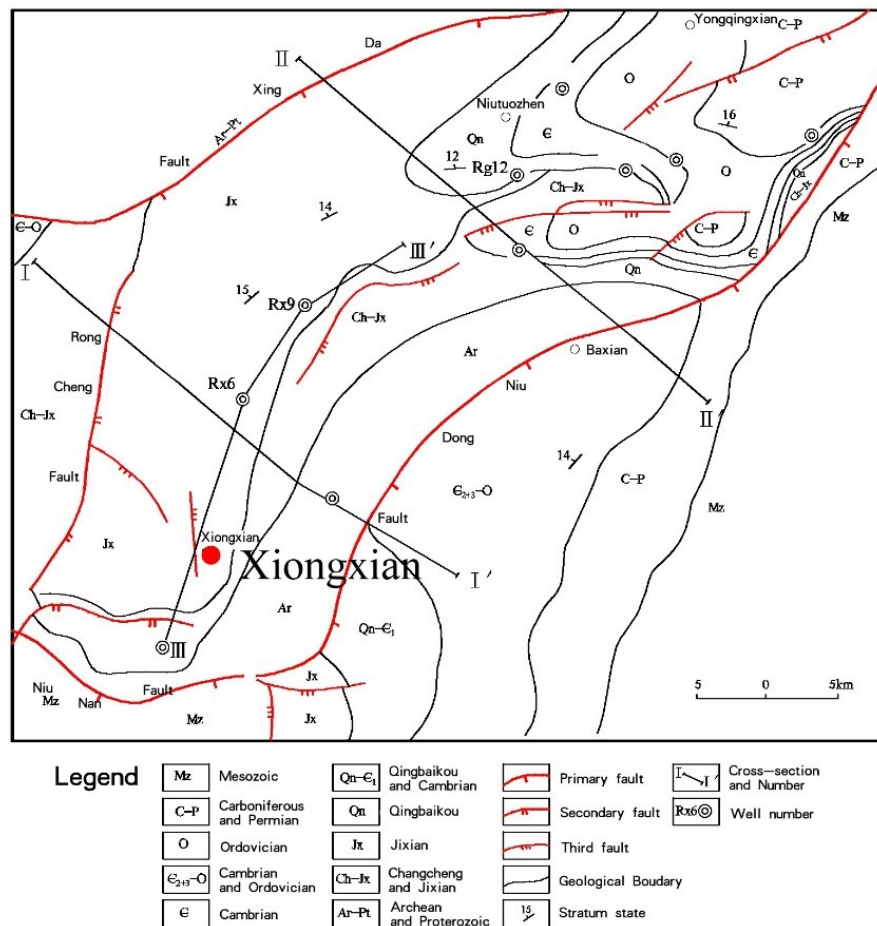 Yongqingxian
C-P
II
Da
Xing
Ar-Pt
Fault
O
C-P
Niutuozhen
16
Qn
Є
12
Rg12
Ch-Jx
O
Qn
Ch-Jx
C-P
Mz
Jx
14
Є-O
I
III′
Є
O
C-P
Є
Qn
15
Rx9
Ch-Jx
Rong
Ar
Baxian
Cheng
Rx6
Niu
Ch-Jx
II′
Dong
14
C-P
Fault
Є2+3-O
Mz
Fault
Xiongxian
Jx
Xiongxian
I′
Ar
Qn-Є1
III
Niu
Mz
Nan
Fault
Mz
Jx
Jx
5 0 5km
Legend
Mz Mesozoic
C-P Carboniferous
and Permian
O Ordovician
Є2+3-O Cambrian
and Ordovician
Є Cambrian
Qn-Є1 Qingbaikou
and Cambrian
Qn Qingbaikou
Jx Jixian
Ch-Jx Changcheng
and Jixian
Ar-Pt Archean
and Proterozoic
Primary fault
Secondary fault
Third fault
Geological Boudary
15 Stratum state
I I′ Cross-section
and Number
Rx6 Well number